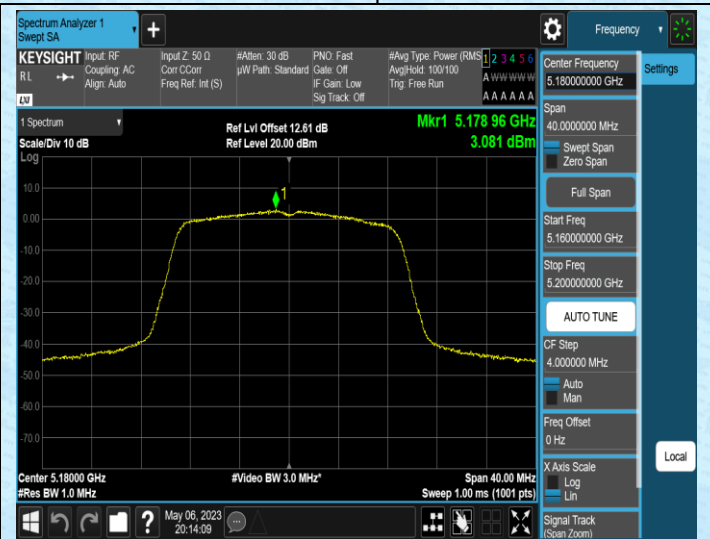 Spectrum Analyzer 1
Swept SA
+
Frequency
KEYSIGHT
RL
LXI
Input: RF
Coupling: AC
Align: Auto
Input Z: 50 Ω
Corr CCorr
Freq Ref: Int (S)
#Atten: 30 dB
µW Path: Standard
PNO: Fast
Gate: Off
IF Gain: Low
Sig Track: Off
#Avg Type: Power (RMS
Avg|Hold: 100/100
Trig: Free Run
1 2 3 4 5 6
A W W W W W
A A A A A A
1 Spectrum
Scale/Div 10 dB
Ref Lvl Offset 12.61 dB
Ref Level 20.00 dBm
Mkr1 5.178 96 GHz
3.081 dBm
Log
1
10.0
0.00
-10.0
-20.0
-30.0
-40.0
-50.0
-60.0
-70.0
Center 5.18000 GHz
#Res BW 1.0 MHz
#Video BW 3.0 MHz*
Span 40.00 MHz
Sweep 1.00 ms (1001 pts)
?
May 06, 2023
20:14:09
Center Frequency
5.180000000 GHz
Span
40.0000000 MHz
Swept Span
Zero Span
Full Span
Start Freq
5.160000000 GHz
Stop Freq
5.200000000 GHz
AUTO TUNE
CF Step
4.000000 MHz
Auto
Man
Freq Offset
0 Hz
X Axis Scale
Log
Lin
Signal Track
(Span Zoom)
Settings
Local